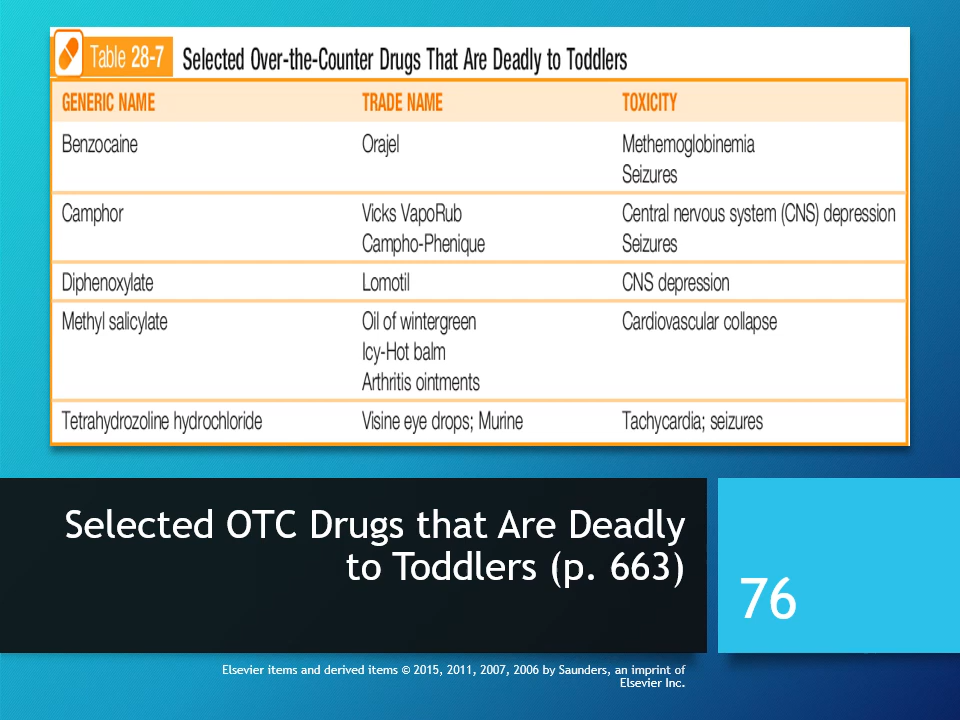 Table 28-7 Selected Over-the-Counter Drugs That Are Deadly to Toddlers
GENERIC NAME TRADE NAME TOXICITY
Benzocaine Orajel Methemoglobinemia
Seizures
Camphor Vicks VapoRub Central nervous system (CNS) depression
Campho-Phenique Seizures
Diphenoxylate Lomotil CNS depression
Methyl salicylate Oil of wintergreen Cardiovascular collapse
Icy-Hot balm
Arthritis ointments
Tetrahydrozoline hydrochloride Visine eye drops; Murine Tachycardia; seizures
Selected OTC Drugs that Are Deadly
to Toddlers (p. 663)
76
Elsevier items and derived items © 2015, 2011, 2007, 2006 by Saunders, an imprint of
Elsevier Inc.